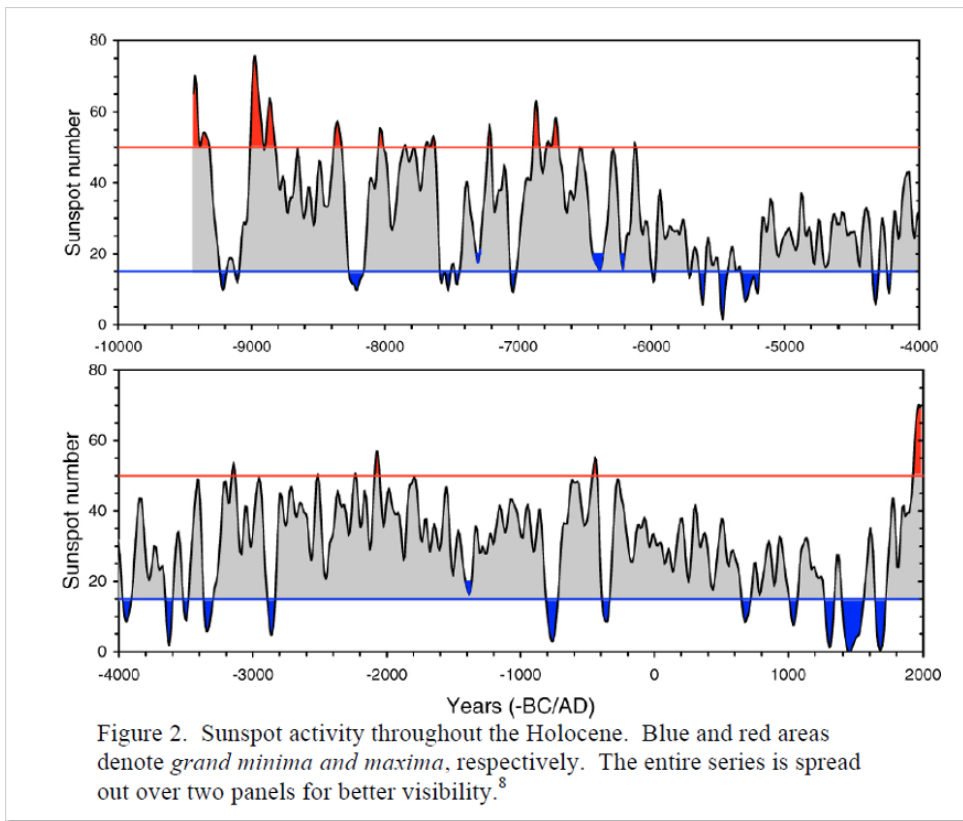 80
60
40
20
0
Sunspot number
-10000 -9000 -8000 -7000 -6000 -5000 -4000
80
60
40
20
0
Sunspot number
-4000 -3000 -2000 -1000 0 1000 2000
Years (-BC/AD)
Figure 2. Sunspot activity throughout the Holocene. Blue and red areas
denote grand minima and maxima, respectively. The entire series is spread
out over two panels for better visibility.8